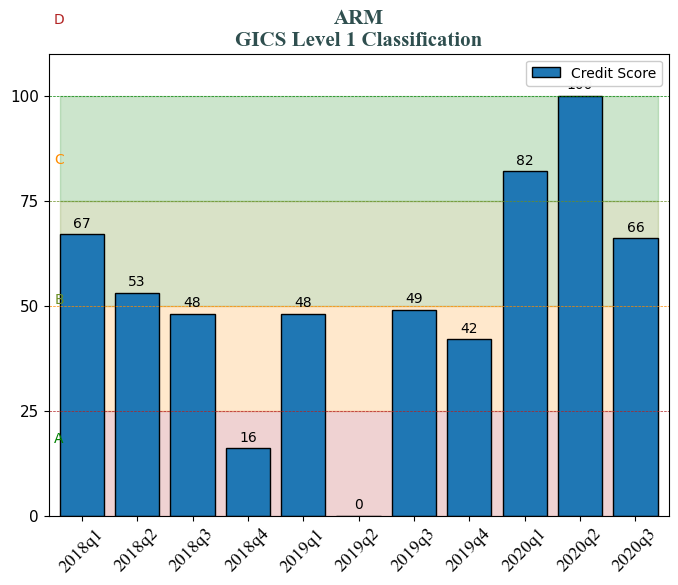 D
ARM
GICS Level 1 Classification
Credit Score
100
75
50
25
0
C
B
A
67
53
48
16
48
0
49
42
82
100
66
2018q1
2018q2
2018q3
2018q4
2019q1
2019q2
2019q3
2019q4
2020q1
2020q2
2020q3